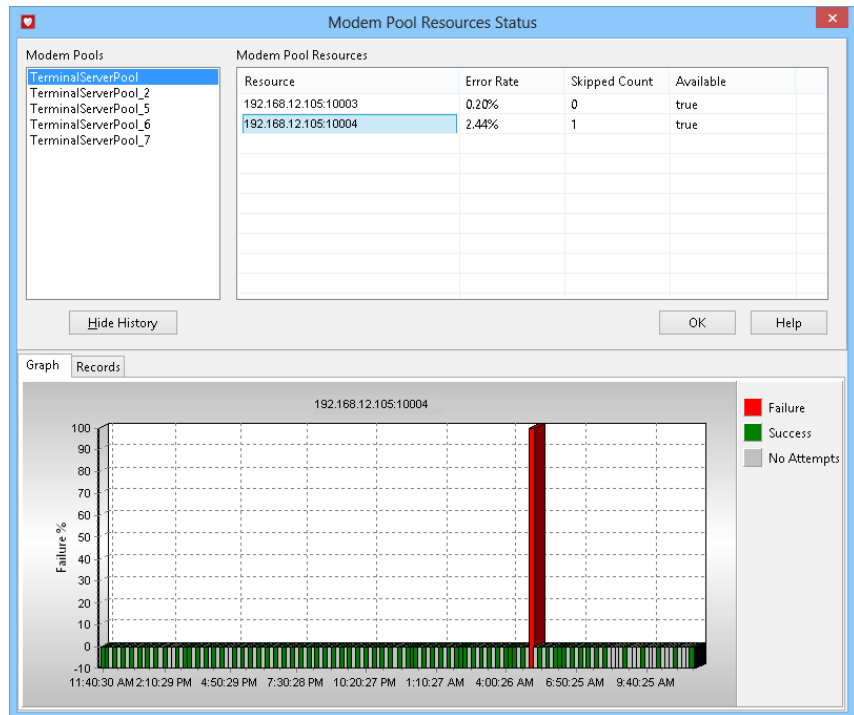 Modem Pool Resources Status
Modem Pools
TerminalServerPool
TerminalServerPool_2
TerminalServerPool_5
TerminalServerPool_6
TerminalServerPool_7
Modem Pool Resources
Resource Error Rate Skipped Count Available
192.168.12.105:10003 0.20% 0 true
192.168.12.105:10004 2.44% 1 true
Hide History
OK
Help
Graph
Records
192.168.12.105:10004
Failure %
100
90
80
70
60
50
40
30
20
10
0
-10
11:40:30 AM 2:10:29 PM 4:50:29 PM 7:30:28 PM 10:20:27 PM 1:10:27 AM 4:00:26 AM 6:50:25 AM 9:40:25 AM
Failure
Success
No Attempts